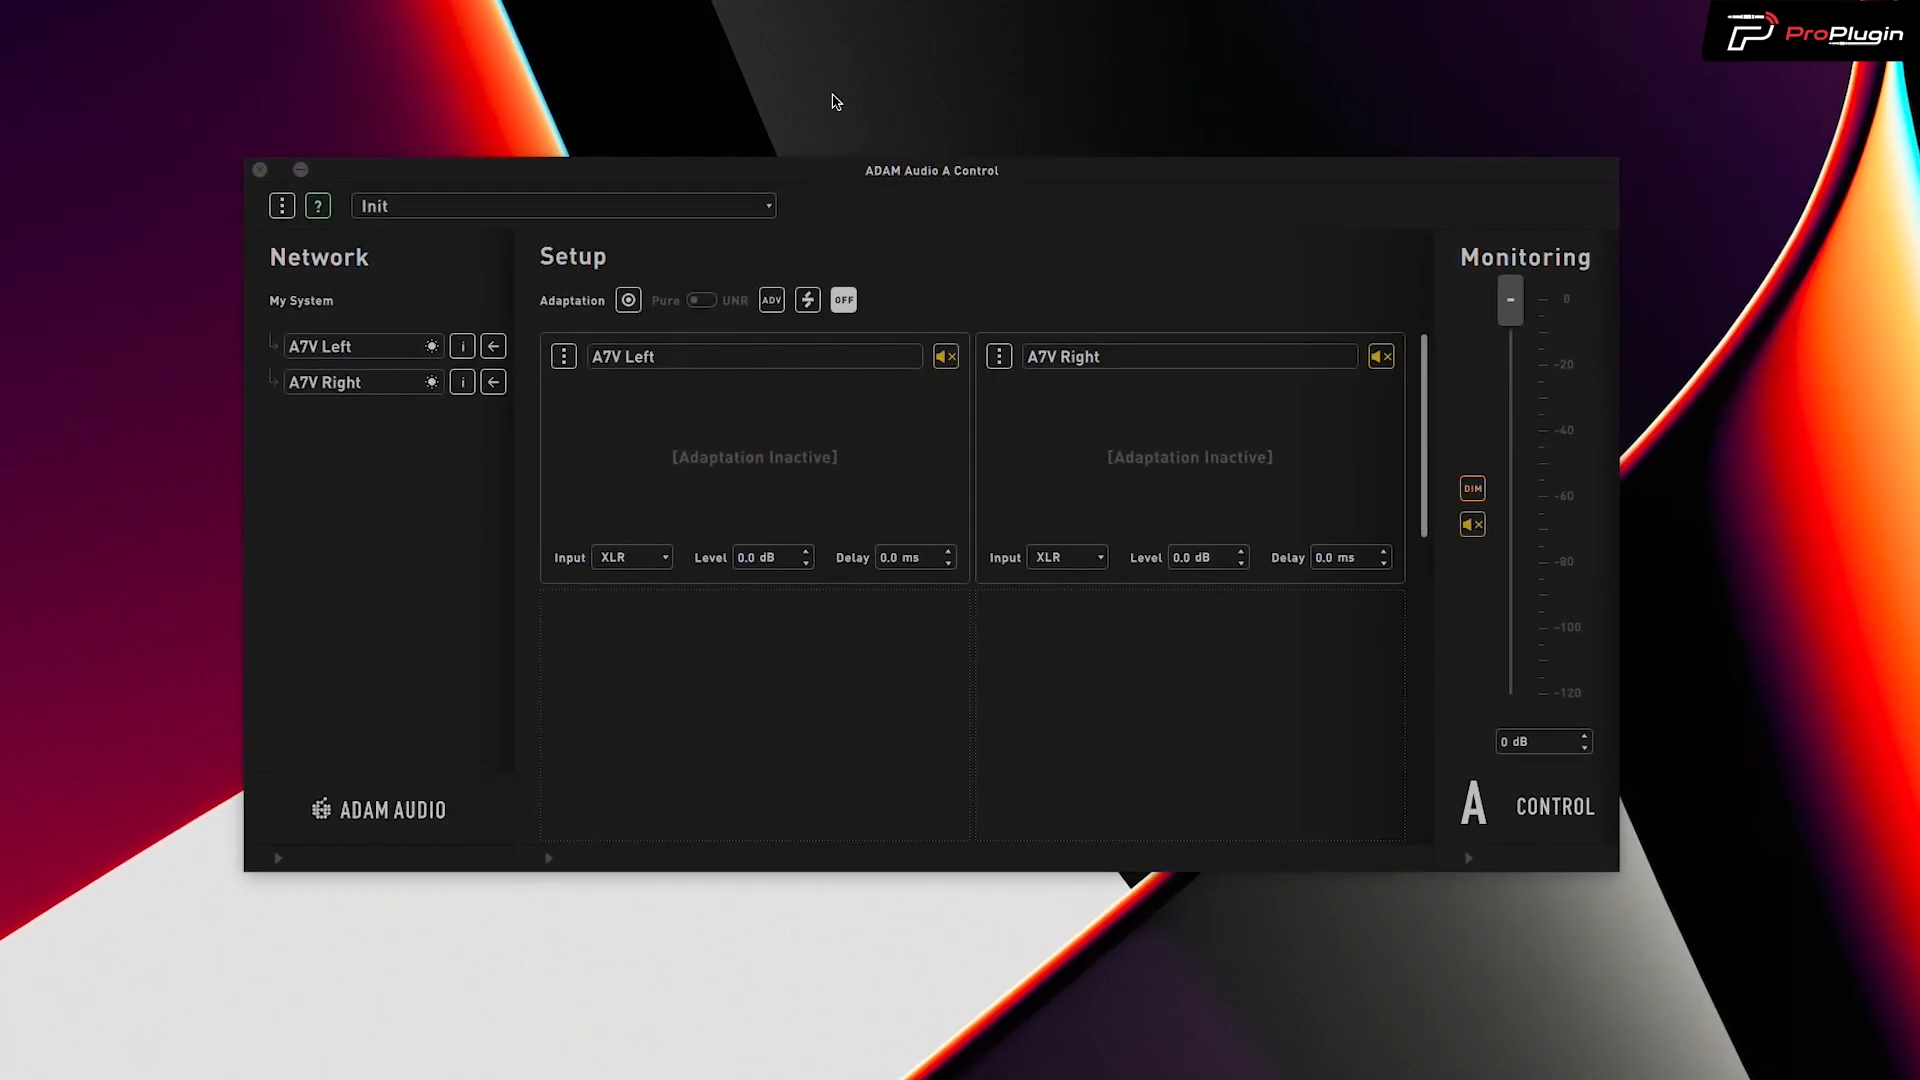 ProPlugin
ADAM Audio A Control
?
Init
Network
Setup
Monitoring
My System
Adaptation
Pure
UNR
ADV
OFF
A7V Left
i
A7V Right
i
A7V Left
[Adaptation Inactive]
Input
XLR
Level
0.0 dB
Delay
0.0 ms
A7V Right
[Adaptation Inactive]
Input
XLR
Level
0.0 dB
Delay
0.0 ms
DIM
-
0
-20
-40
-60
-80
-100
-120
0 dB
ADAM AUDIO
A CONTROL